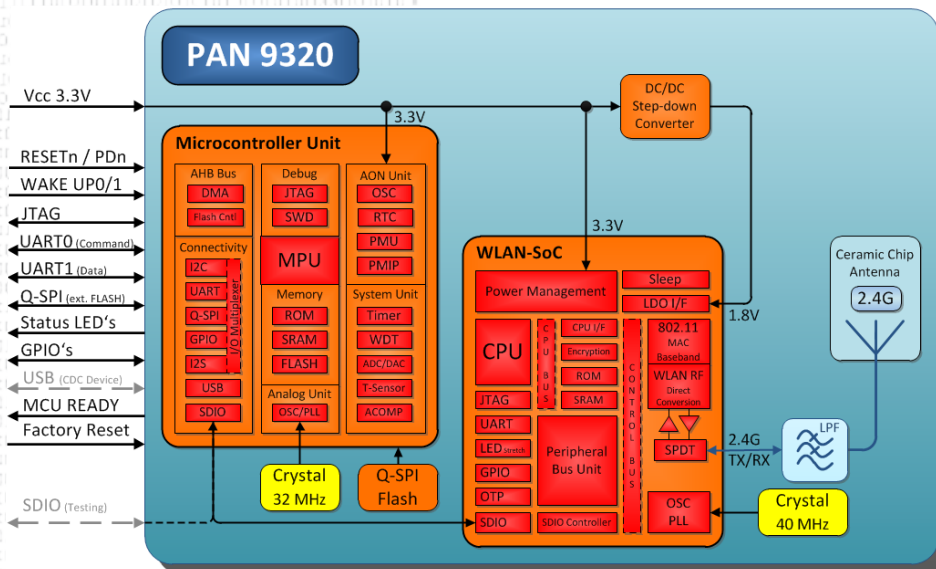 PAN 9320
Vcc 3.3V
RESETn / PDn
WAKE UP0/1
JTAG
UART0 (Command)
UART1 (Data)
Q-SPI (ext. FLASH)
Status LED's
GPIO's
USB (CDC Device)
MCU READY
Factory Reset
SDIO (Testing)
3.3V
Microcontroller Unit
AHB Bus
DMA
Flash Cntl
Connectivity
I2C
UART
Q-SPI
GPIO
I2S
I/O Multiplexer
USB
SDIO
Debug
JTAG
SWD
MPU
Memory
ROM
SRAM
FLASH
Analog Unit
OSC/PLL
AON Unit
OSC
RTC
PMU
PMIP
System Unit
Timer
WDT
ADC/DAC
T-Sensor
ACOMP
Crystal
32 MHz
Q-SPI
Flash
DC/DC
Step-down
Converter
3.3V
1.8V
WLAN-SoC
Power Management
Sleep
LDO I/F
CPU
CPU BUS
CPU I/F
Encryption
ROM
SRAM
CONTROL BUS
802.11
MAC
Baseband
WLAN RF
Direct
Conversion
JTAG
UART
LED Stretch
GPIO
OTP
SDIO
Peripheral
Bus Unit
SDIO Controller
SPDT
OSC
PLL
2.4G
TX/RX
LPF
Crystal
40 MHz
Ceramic Chip
Antenna
2.4G